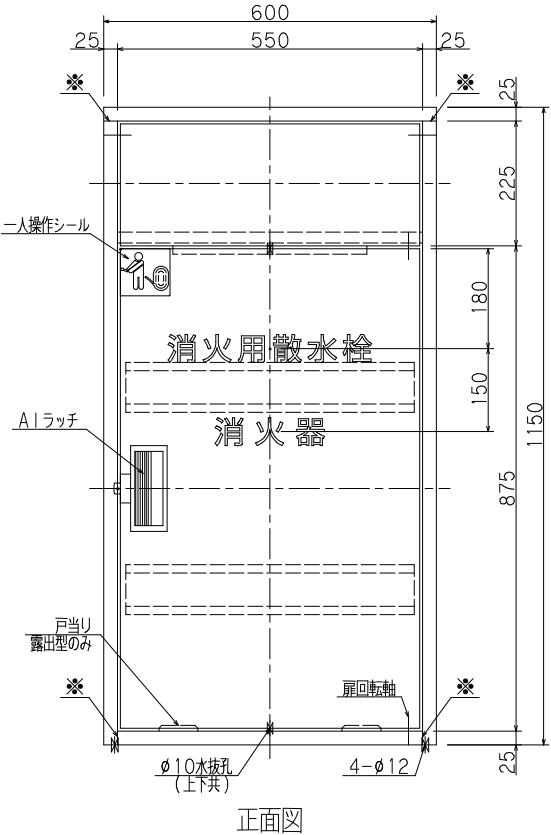 600
25 550 25
※ ※
25
225
一人操作シール
180
消火用散水栓
150
1150
AIラッチ
消火器
875
戸当り
露出型のみ
※ 扉回転軸 ※
φ10水抜孔 4-φ12
(上下共)
25
正面図